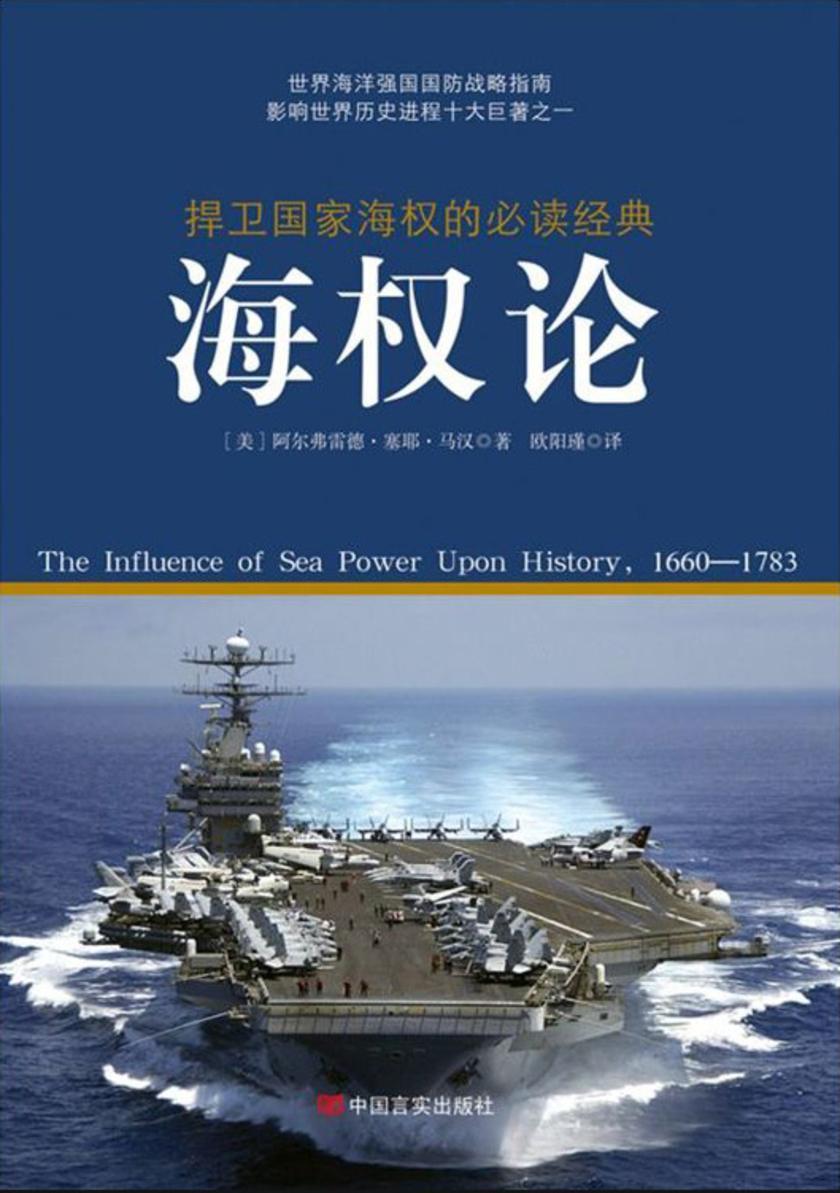 世界海洋强国国防战略指南
影响世界历史进程十大巨著之一
捍卫国家海权的必读经典
海权论
[美]阿尔弗雷德·塞耶·马汉◎著 欧阳瑾◎译
The Influence of Sea Power Upon History, 1660—1783
中国言实出版社